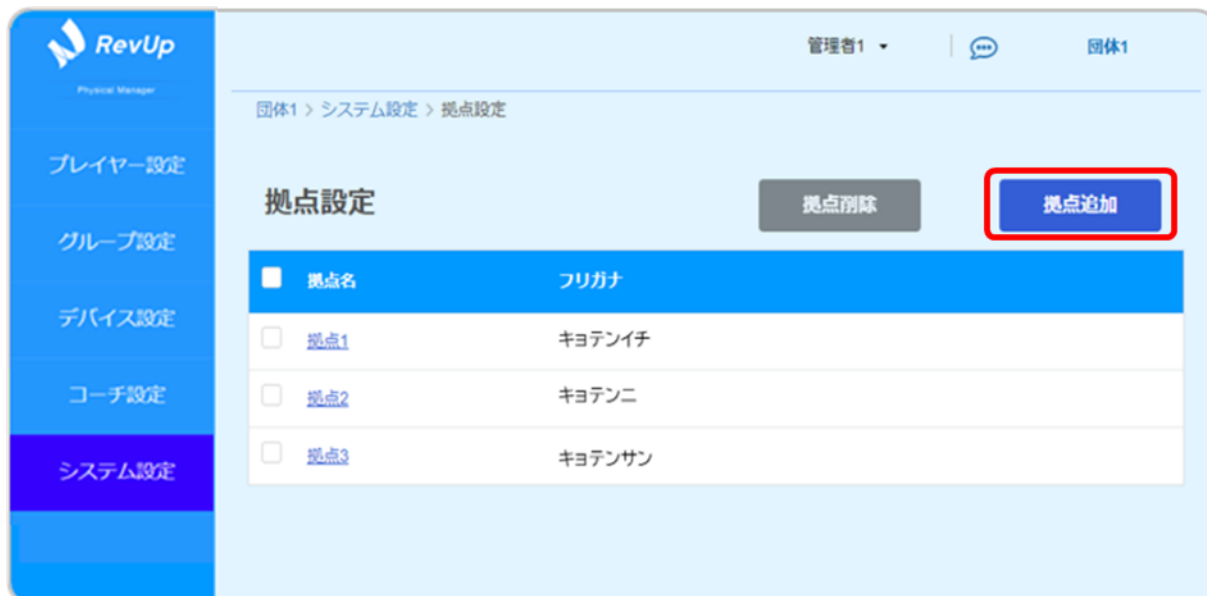 RevUp
Physical Manager
管理者1
団体1
団体1 > システム設定 > 拠点設定
プレイヤー設定
グループ設定
デバイス設定
コーチ設定
システム設定
拠点設定
拠点削除
拠点追加
拠点名 フリガナ
拠点1 キョテンイチ
拠点2 キョテンニ
拠点3 キョテンサン